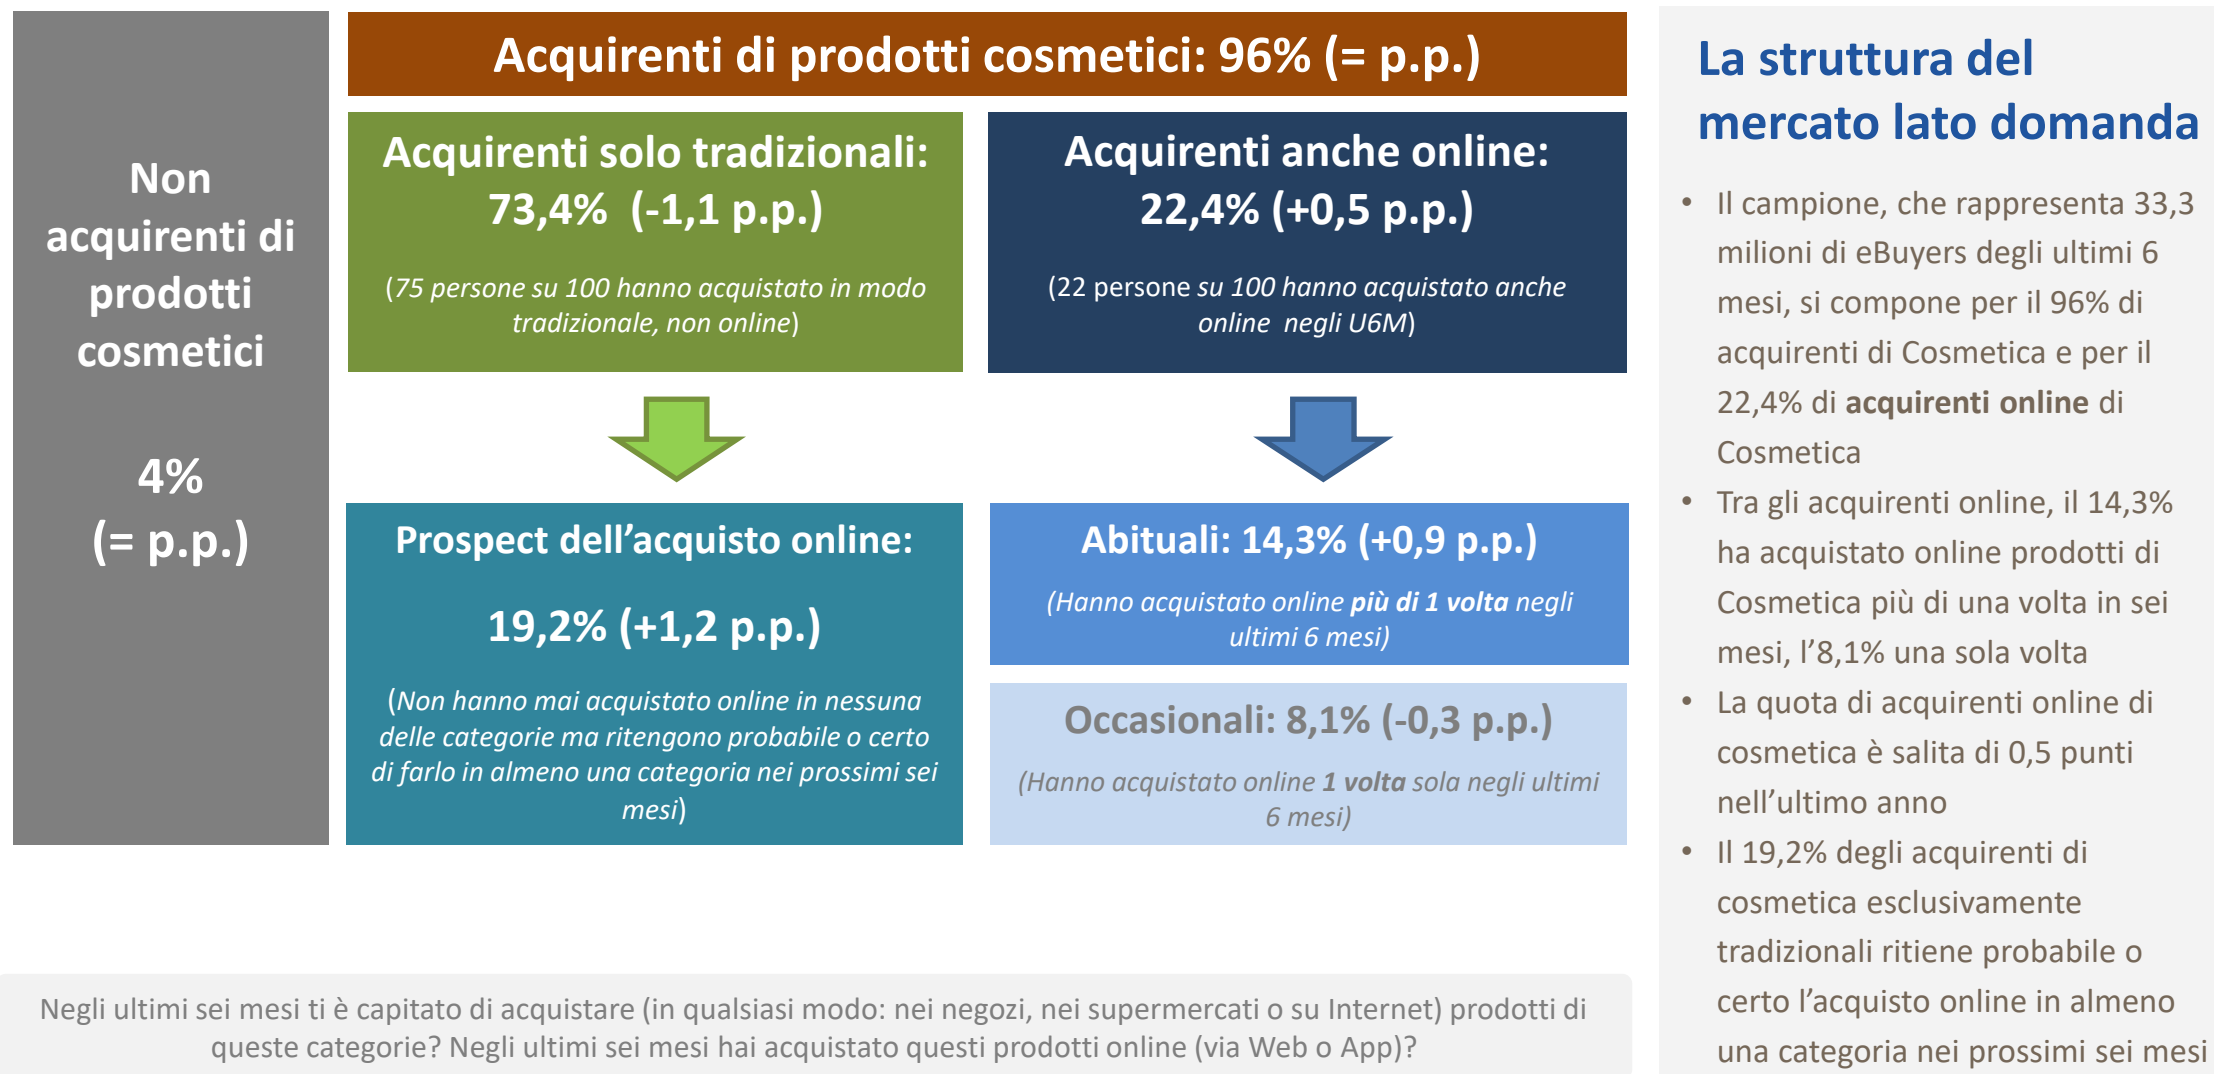 Non
acquirenti di
prodotti
cosmetici
4%
(= p.p.)
Acquirenti di prodotti cosmetici: 96% (= p.p.)
Acquirenti solo tradizionali:
73,4%  (-1,1 p.p.)
(75 persone su 100 hanno acquistato in modo
tradizionale, non online)
Acquirenti anche online:
22,4% (+0,5 p.p.)
(22 persone su 100 hanno acquistato anche
online  negli U6M)
Prospect dell’acquisto online:
19,2% (+1,2 p.p.)
(Non hanno mai acquistato online in nessuna
delle categorie ma ritengono probabile o certo
di farlo in almeno una categoria nei prossimi sei
mesi)
Abituali: 14,3% (+0,9 p.p.)
(Hanno acquistato online più di 1 volta negli
ultimi 6 mesi)
Occasionali: 8,1% (-0,3 p.p.)
(Hanno acquistato online 1 volta sola negli ultimi
6 mesi)
Negli ultimi sei mesi ti è capitato di acquistare (in qualsiasi modo: nei negozi, nei supermercati o su Internet) prodotti di
queste categorie? Negli ultimi sei mesi hai acquistato questi prodotti online (via Web o App)?
La struttura del
mercato lato domanda
• Il campione, che rappresenta 33,3
milioni di eBuyers degli ultimi 6
mesi, si compone per il 96% di
acquirenti di Cosmetica e per il
22,4% di acquirenti online di
Cosmetica
• Tra gli acquirenti online, il 14,3%
ha acquistato online prodotti di
Cosmetica più di una volta in sei
mesi, l’8,1% una sola volta
• La quota di acquirenti online di
cosmetica è salita di 0,5 punti
nell’ultimo anno
• Il 19,2% degli acquirenti di
cosmetica esclusivamente
tradizionali ritiene probabile o
certo l’acquisto online in almeno
una categoria nei prossimi sei mesi